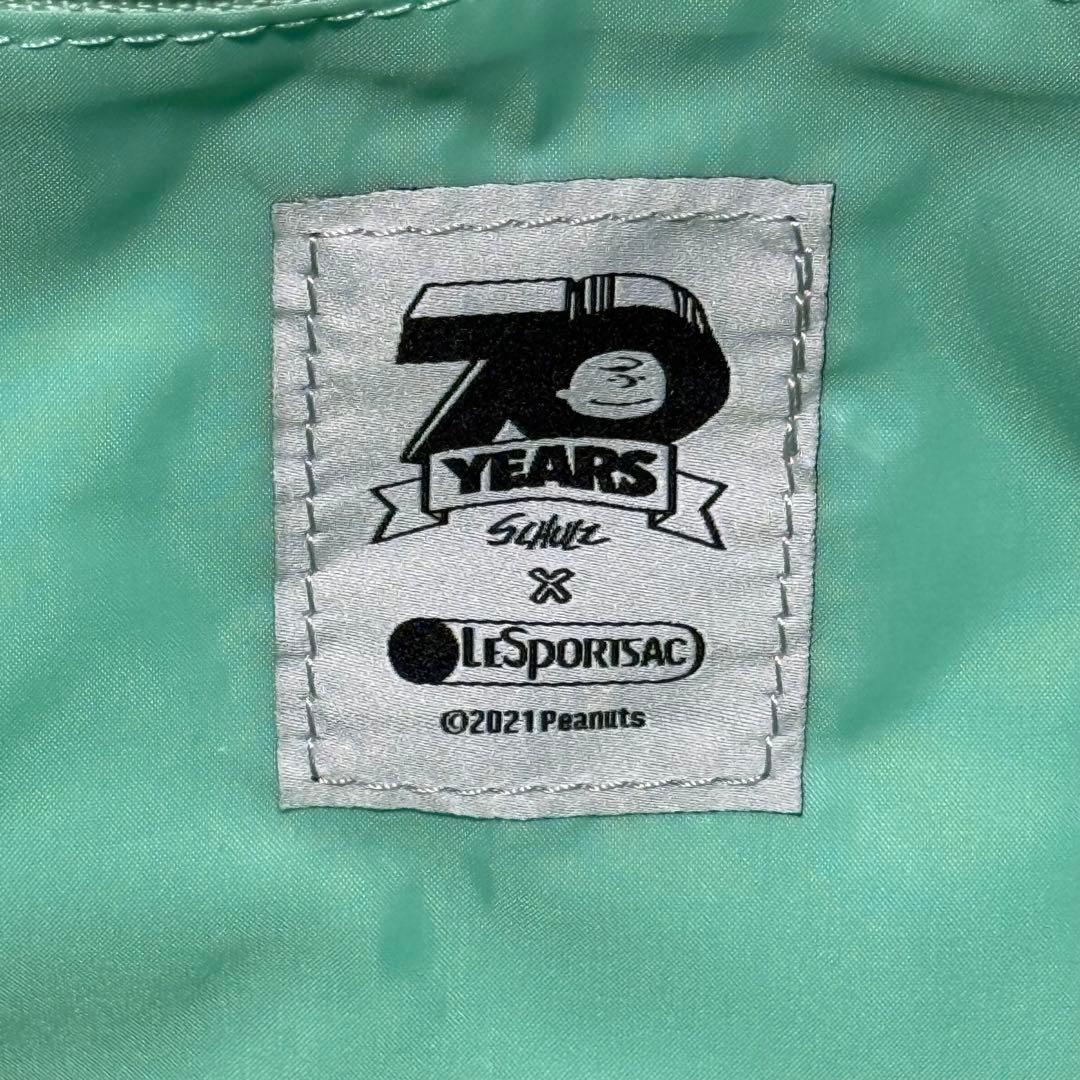 70
YEARS
SCHULZ
X
LESPORTSAC
©2021 Peanuts